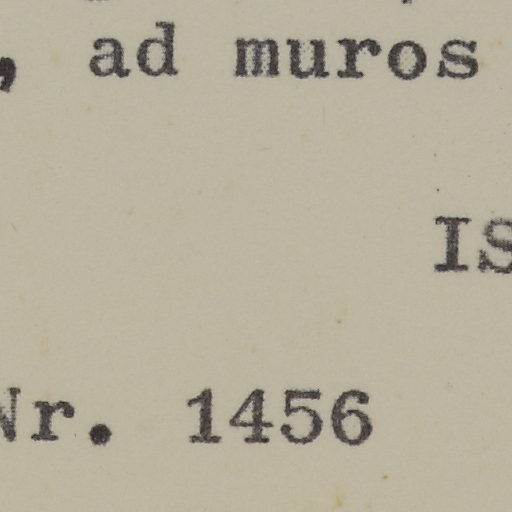 , ad muros
IS
Nr. 1456